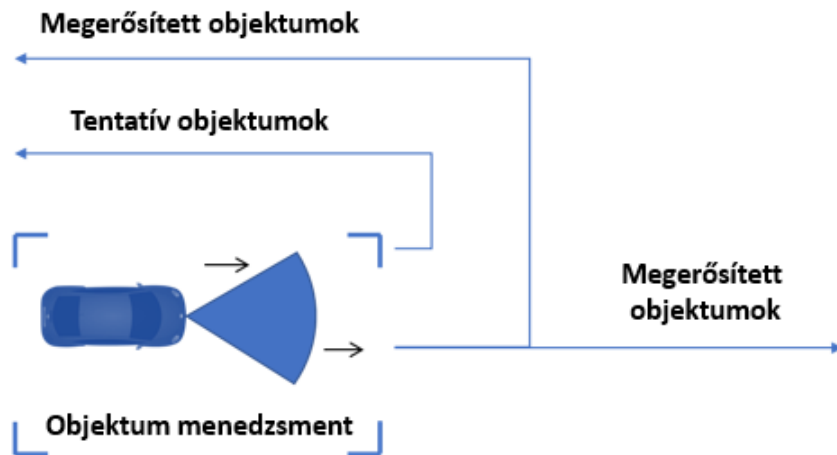 Megerősített objektumok
Tentatív objektumok
Megerősített
objektumok
Objektum menedzsment